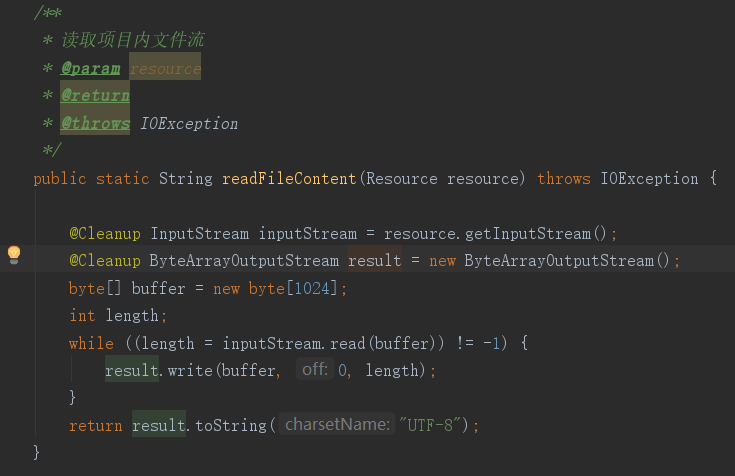 /**
 * 读取项目内文件流
 * @param resource
 * @return
 * @throws IOException
 */
public static String readFileContent(Resource resource) throws IOException {
@Cleanup InputStream inputStream = resource.getInputStream();
@Cleanup ByteArrayOutputStream result = new ByteArrayOutputStream();
byte[] buffer = new byte[1024];
int length;
while ((length = inputStream.read(buffer)) != -1) {
result.write(buffer, off: 0, length);
}
return result.toString( charsetName: "UTF-8");
}